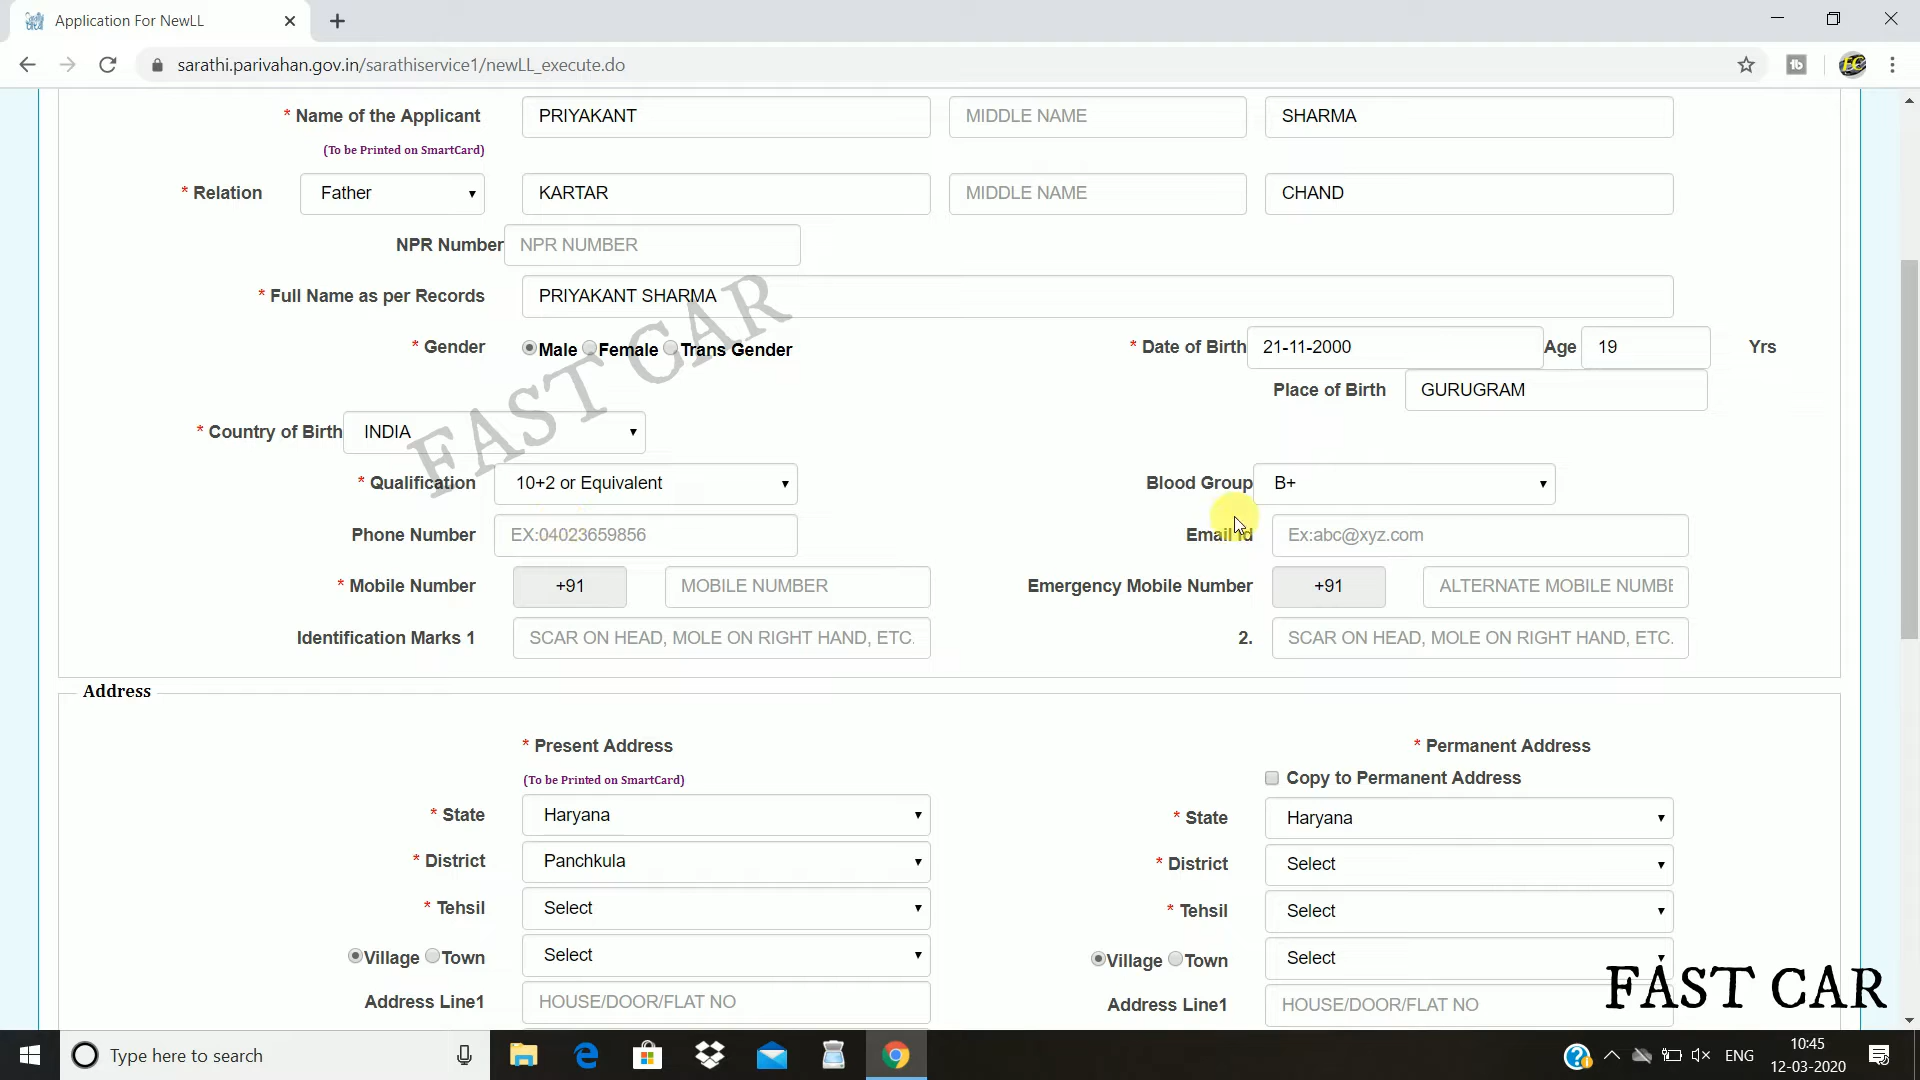 Application For NewLL
sarathi.parivahan.gov.in/sarathiservice1/newLL_execute.do
* Name of the Applicant PRIYAKANT MIDDLE NAME SHARMA
(To be Printed on SmartCard)
* Relation Father KARTAR MIDDLE NAME CHAND
NPR Number NPR NUMBER
* Full Name as per Records PRIYAKANT SHARMA
* Gender Male Female Trans Gender * Date of Birth 21-11-2000 Age 19 Yrs
Place of Birth GURUGRAM
* Country of Birth INDIA
* Qualification 10+2 or Equivalent Blood Group B+
Phone Number EX:04023659856 Email Id Ex:abc@xyz.com
* Mobile Number +91 MOBILE NUMBER Emergency Mobile Number +91 ALTERNATE MOBILE NUMBE
Identification Marks 1 SCAR ON HEAD, MOLE ON RIGHT HAND, ETC. 2. SCAR ON HEAD, MOLE ON RIGHT HAND, ETC.
FAST CAR
Address
* Present Address * Permanent Address
(To be Printed on SmartCard) Copy to Permanent Address
* State Haryana * State Haryana
* District Panchkula * District Select
* Tehsil Select * Tehsil Select
Village Town Select Village Town Select
Address Line1 HOUSE/DOOR/FLAT NO Address Line1 HOUSE/DOOR/FLAT NO
FAST CAR
Type here to search ENG 10:45
12-03-2020